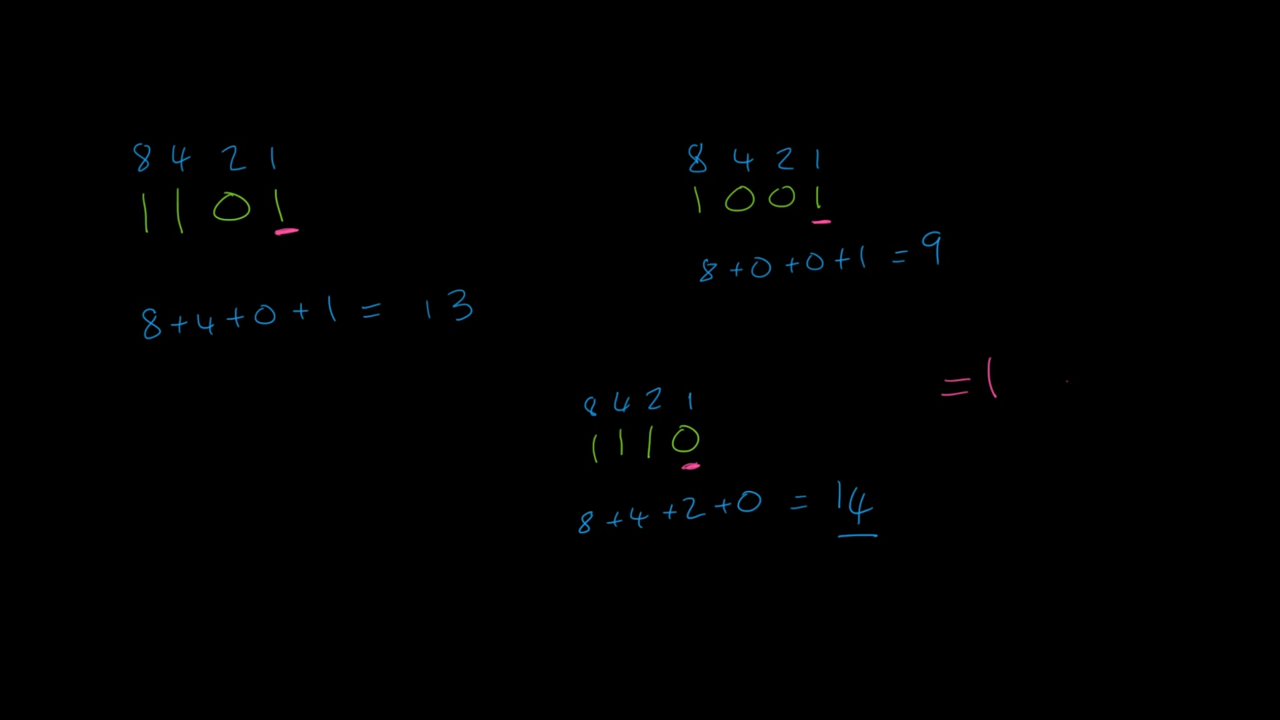 8 4 2 1
1 1 0 1
8+4+0+1 = 13
8 4 2 1
1 0 0 1
8+0+0+1 = 9
8 4 2 1
1 1 1 0
8+4+2+0 = 14
= 1